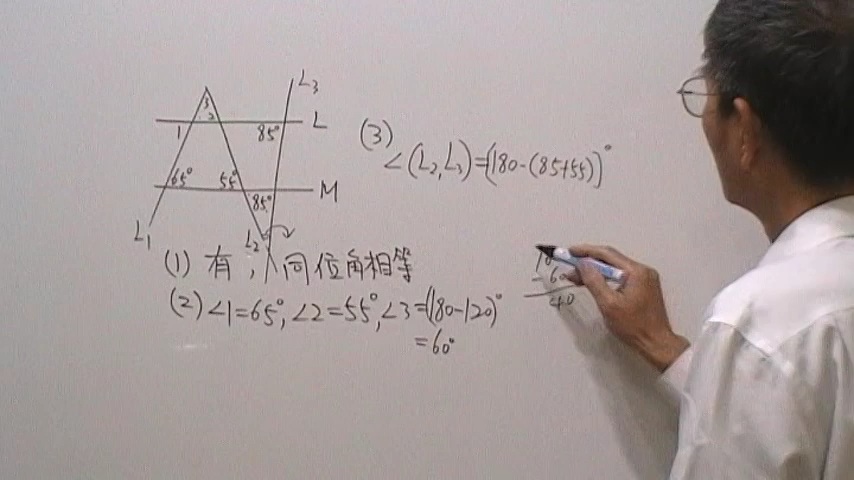 L₃
3
2
1
85°
L
65°
55°
85°
M
L₁
L₂
(3)
∠(L₂,L₃)=(180-(85+55))°
(1) 有, 同位角相等
(2) ∠1=65°, ∠2=55°, ∠3=(180-120)°
=60°
-60
40